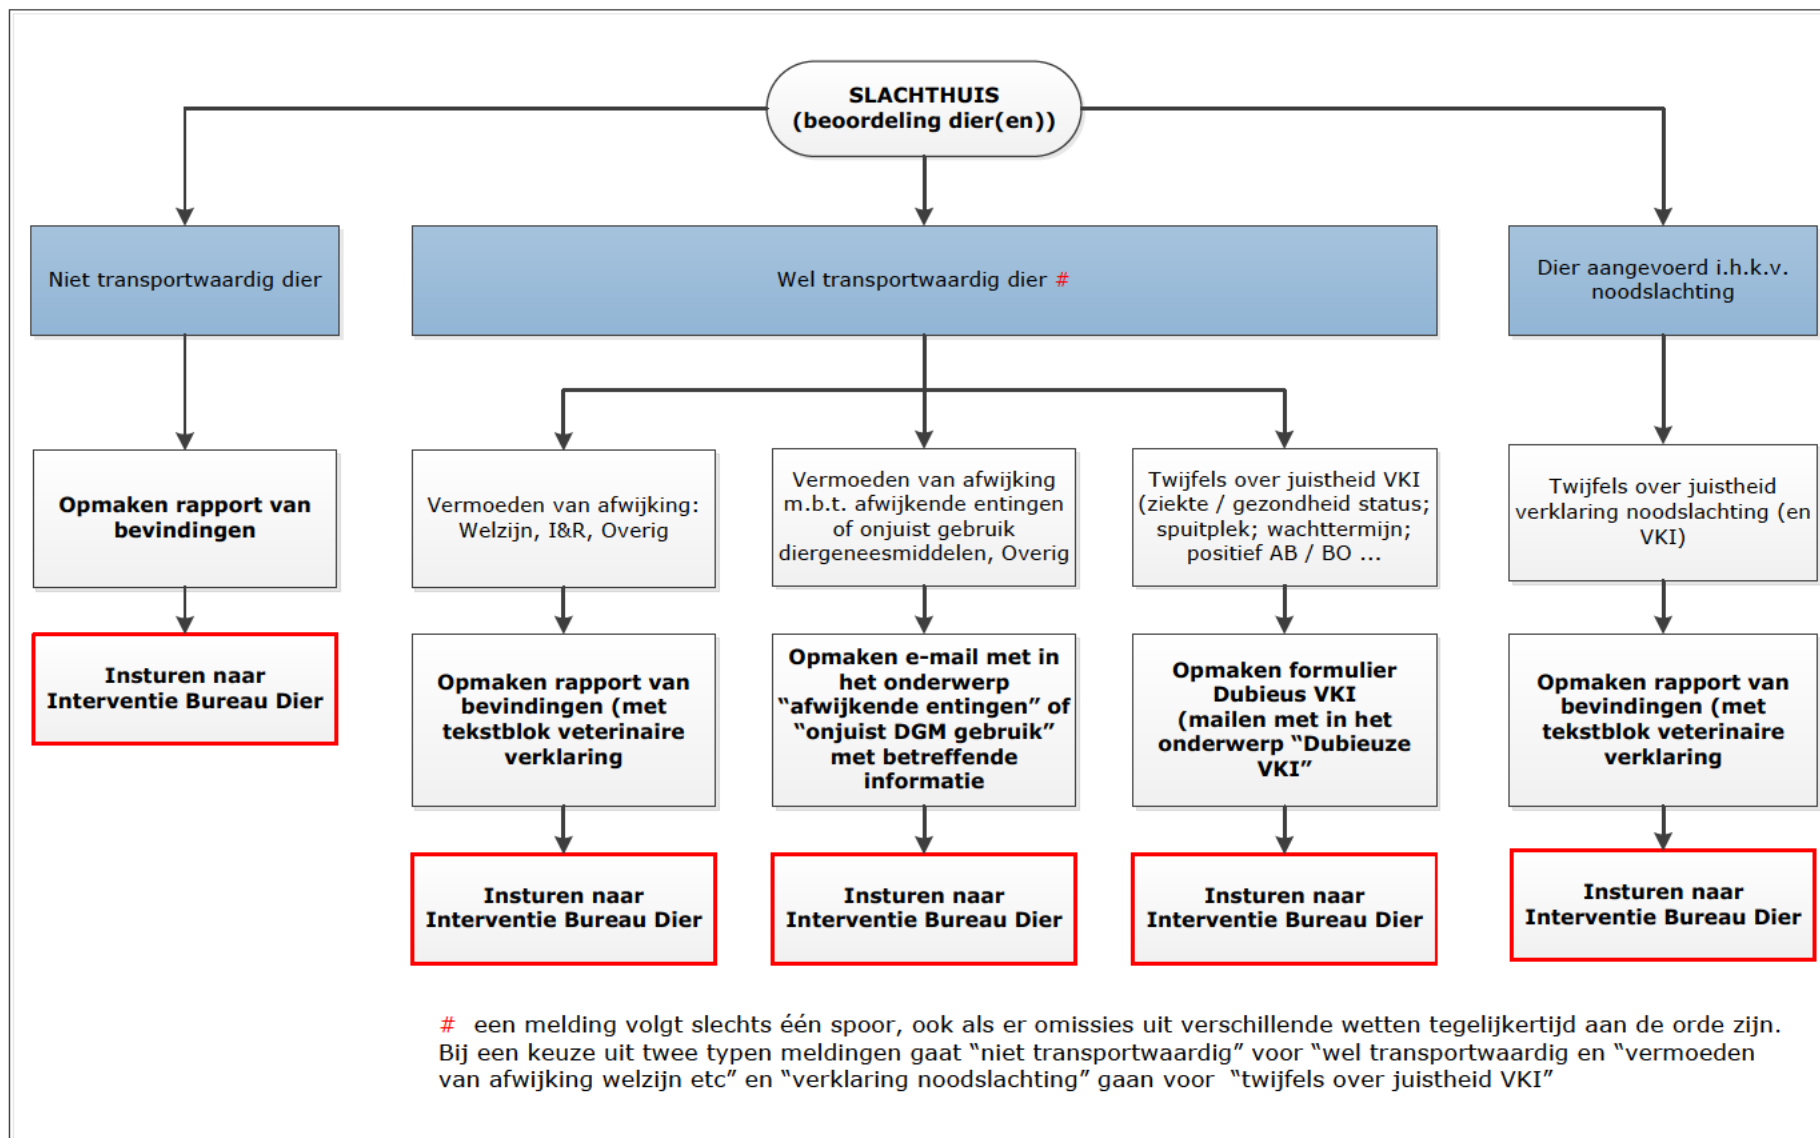 SLACHTHUIS
(beoordeling dier(en))
Niet transportwaardig dier
Wel transportwaardig dier #
Dier aangevoerd i.h.k.v.
noodslachting
Opmaken rapport van
bevindingen
Vermoeden van afwijking:
Welzijn, I&R, Overig
Vermoeden van afwijking
m.b.t. afwijkende entingen
of onjuist gebruik
diergeneesmiddelen, Overig
Twijfels over juistheid VKI
(ziekte / gezondheid status;
spuitplek; wachttermijn;
positief AB / BO ...
Twijfels over juistheid
verklaring noodslachting (en
VKI)
Insturen naar
Interventie Bureau Dier
Opmaken rapport van
bevindingen (met
tekstblok veterinaire
verklaring
Opmaken e-mail met in
het onderwerp
“afwijkende entingen” of
“onjuist DGM gebruik”
met betreffende
informatie
Opmaken formulier
Dubieus VKI
(mailen met in het
onderwerp “Dubieuze
VKI”
Opmaken rapport van
bevindingen (met
tekstblok veterinaire
verklaring
Insturen naar
Interventie Bureau Dier
Insturen naar
Interventie Bureau Dier
Insturen naar
Interventie Bureau Dier
Insturen naar
Interventie Bureau Dier
# een melding volgt slechts één spoor, ook als er omissies uit verschillende wetten tegelijkertijd aan de orde zijn.
Bij een keuze uit twee typen meldingen gaat “niet transportwaardig” voor “wel transportwaardig en “vermoeden
van afwijking welzijn etc” en “verklaring noodslachting” gaan voor “twijfels over juistheid VKI”